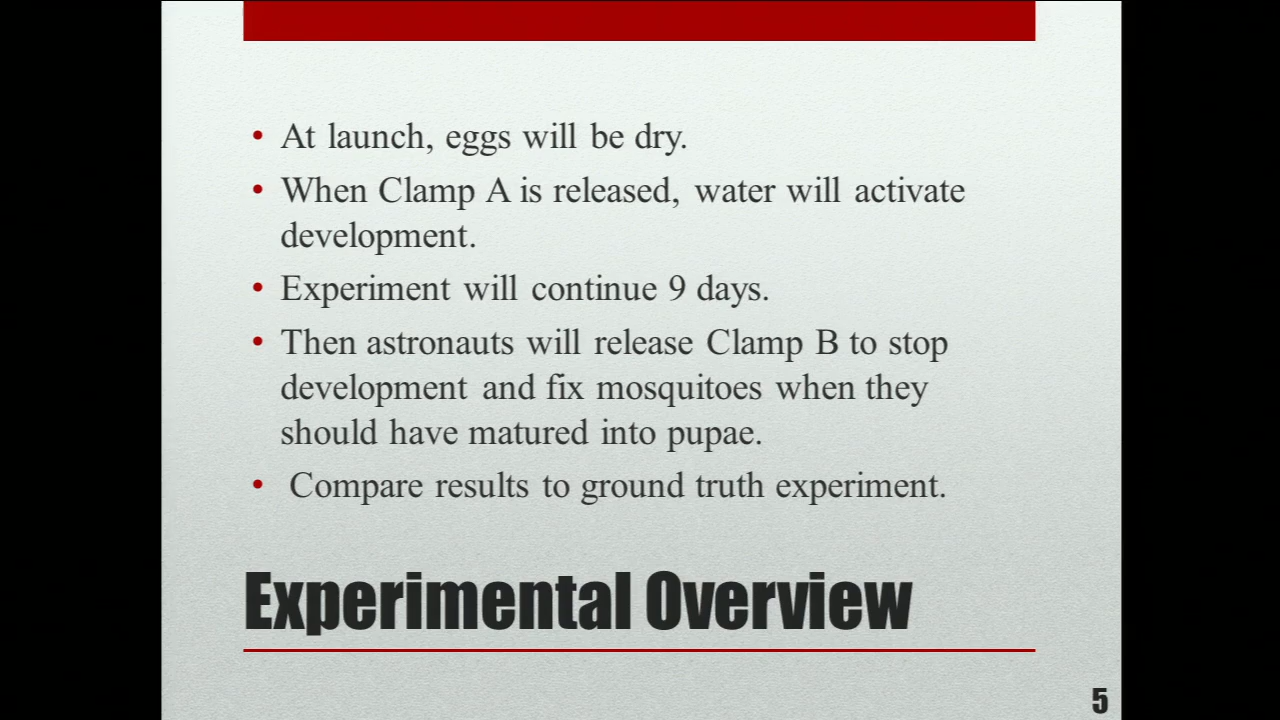 • At launch, eggs will be dry.
• When Clamp A is released, water will activate
development.
• Experiment will continue 9 days.
• Then astronauts will release Clamp B to stop
development and fix mosquitoes when they
should have matured into pupae.
• Compare results to ground truth experiment.
Experimental Overview
5